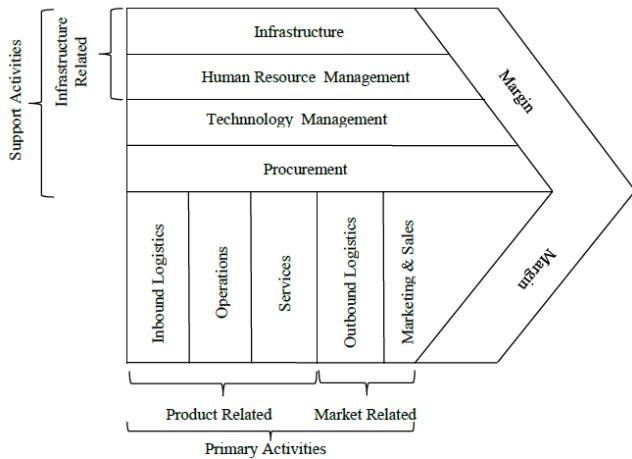 Support Activities
Infrastructure
Related
Infrastructure
Human Resource Management
Technnology Management
Procurement
Margin
Margin
Inbound Logistics
Operations
Services
Outbound Logistics
Marketing & Sales
Product Related
Market Related
Primary Activities